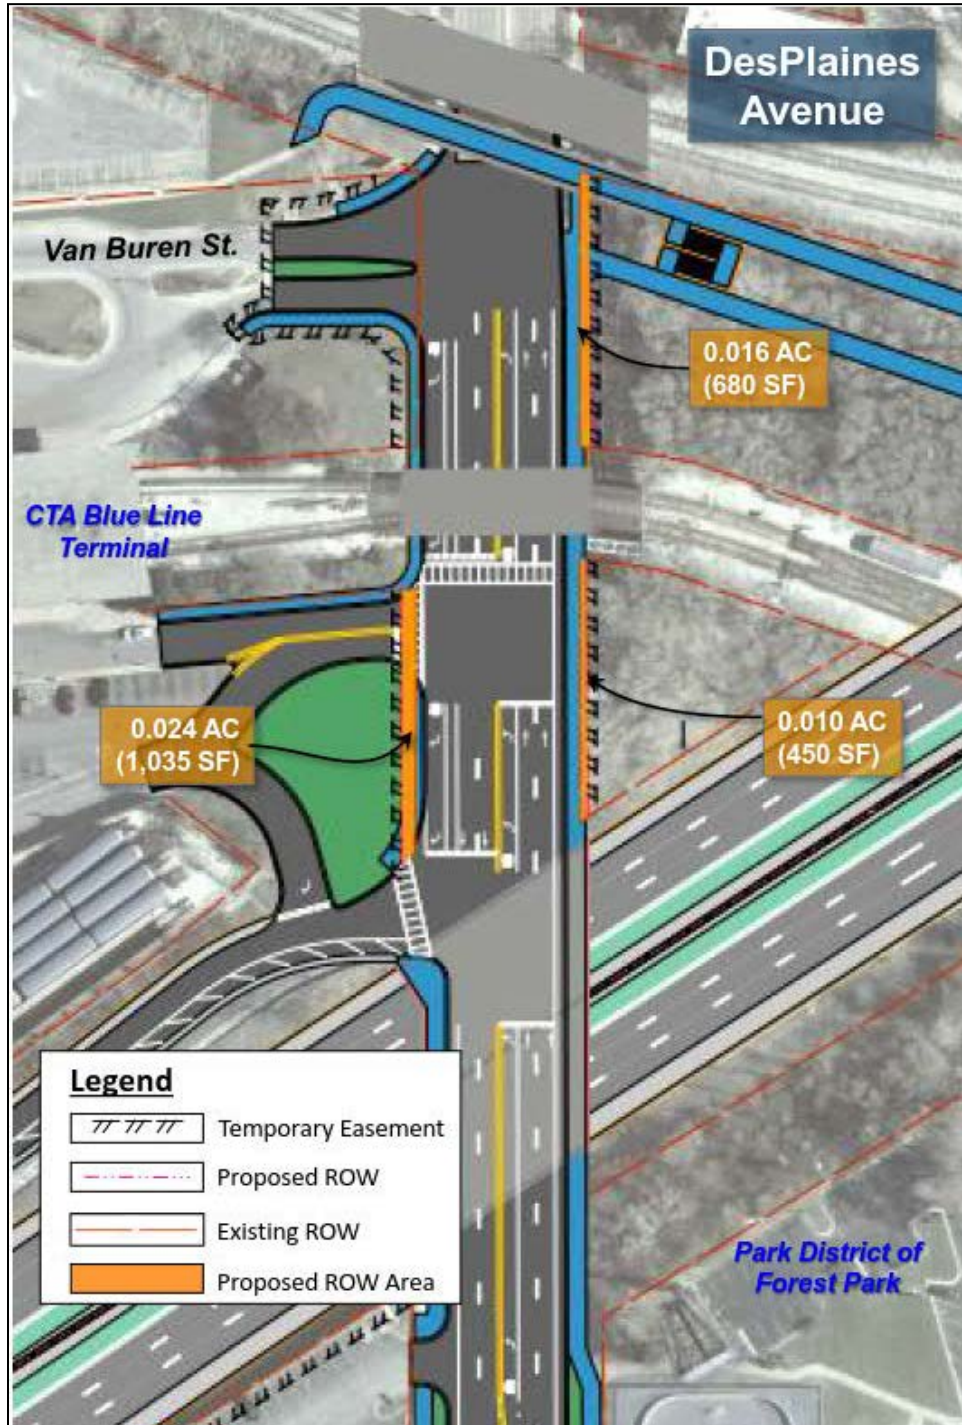 DesPlaines
Avenue
Van Buren St.
0.016 AC
(680 SF)
CTA Blue Line
Terminal
0.024 AC
(1,035 SF)
0.010 AC
(450 SF)
Legend
Temporary Easement
Proposed ROW
Existing ROW
Proposed ROW Area
Park District of
Forest Park